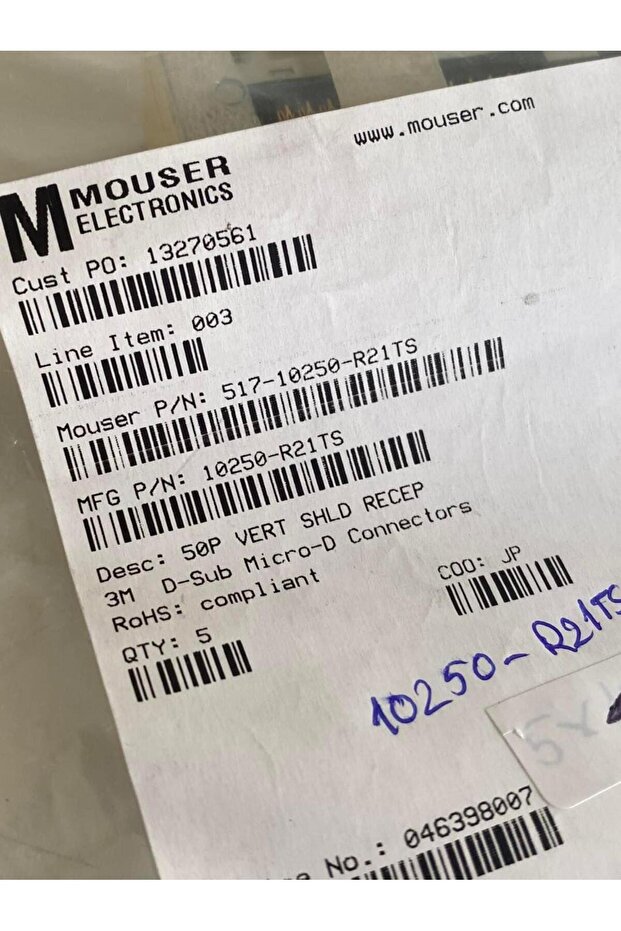 www.mouser.com
M MOUSER
ELECTRONICS
Cust PO: 13270561
Line Item: 003
Mouser P/N: 517-10250-R21TS
MFG P/N: 10250-R21TS
Desc: 50P VERT SHLD RECEP
3M D-Sub Micro-D Connectors
RoHS: compliant
COO: JP
QTY: 5
10250-R21TS
No.: 046398007